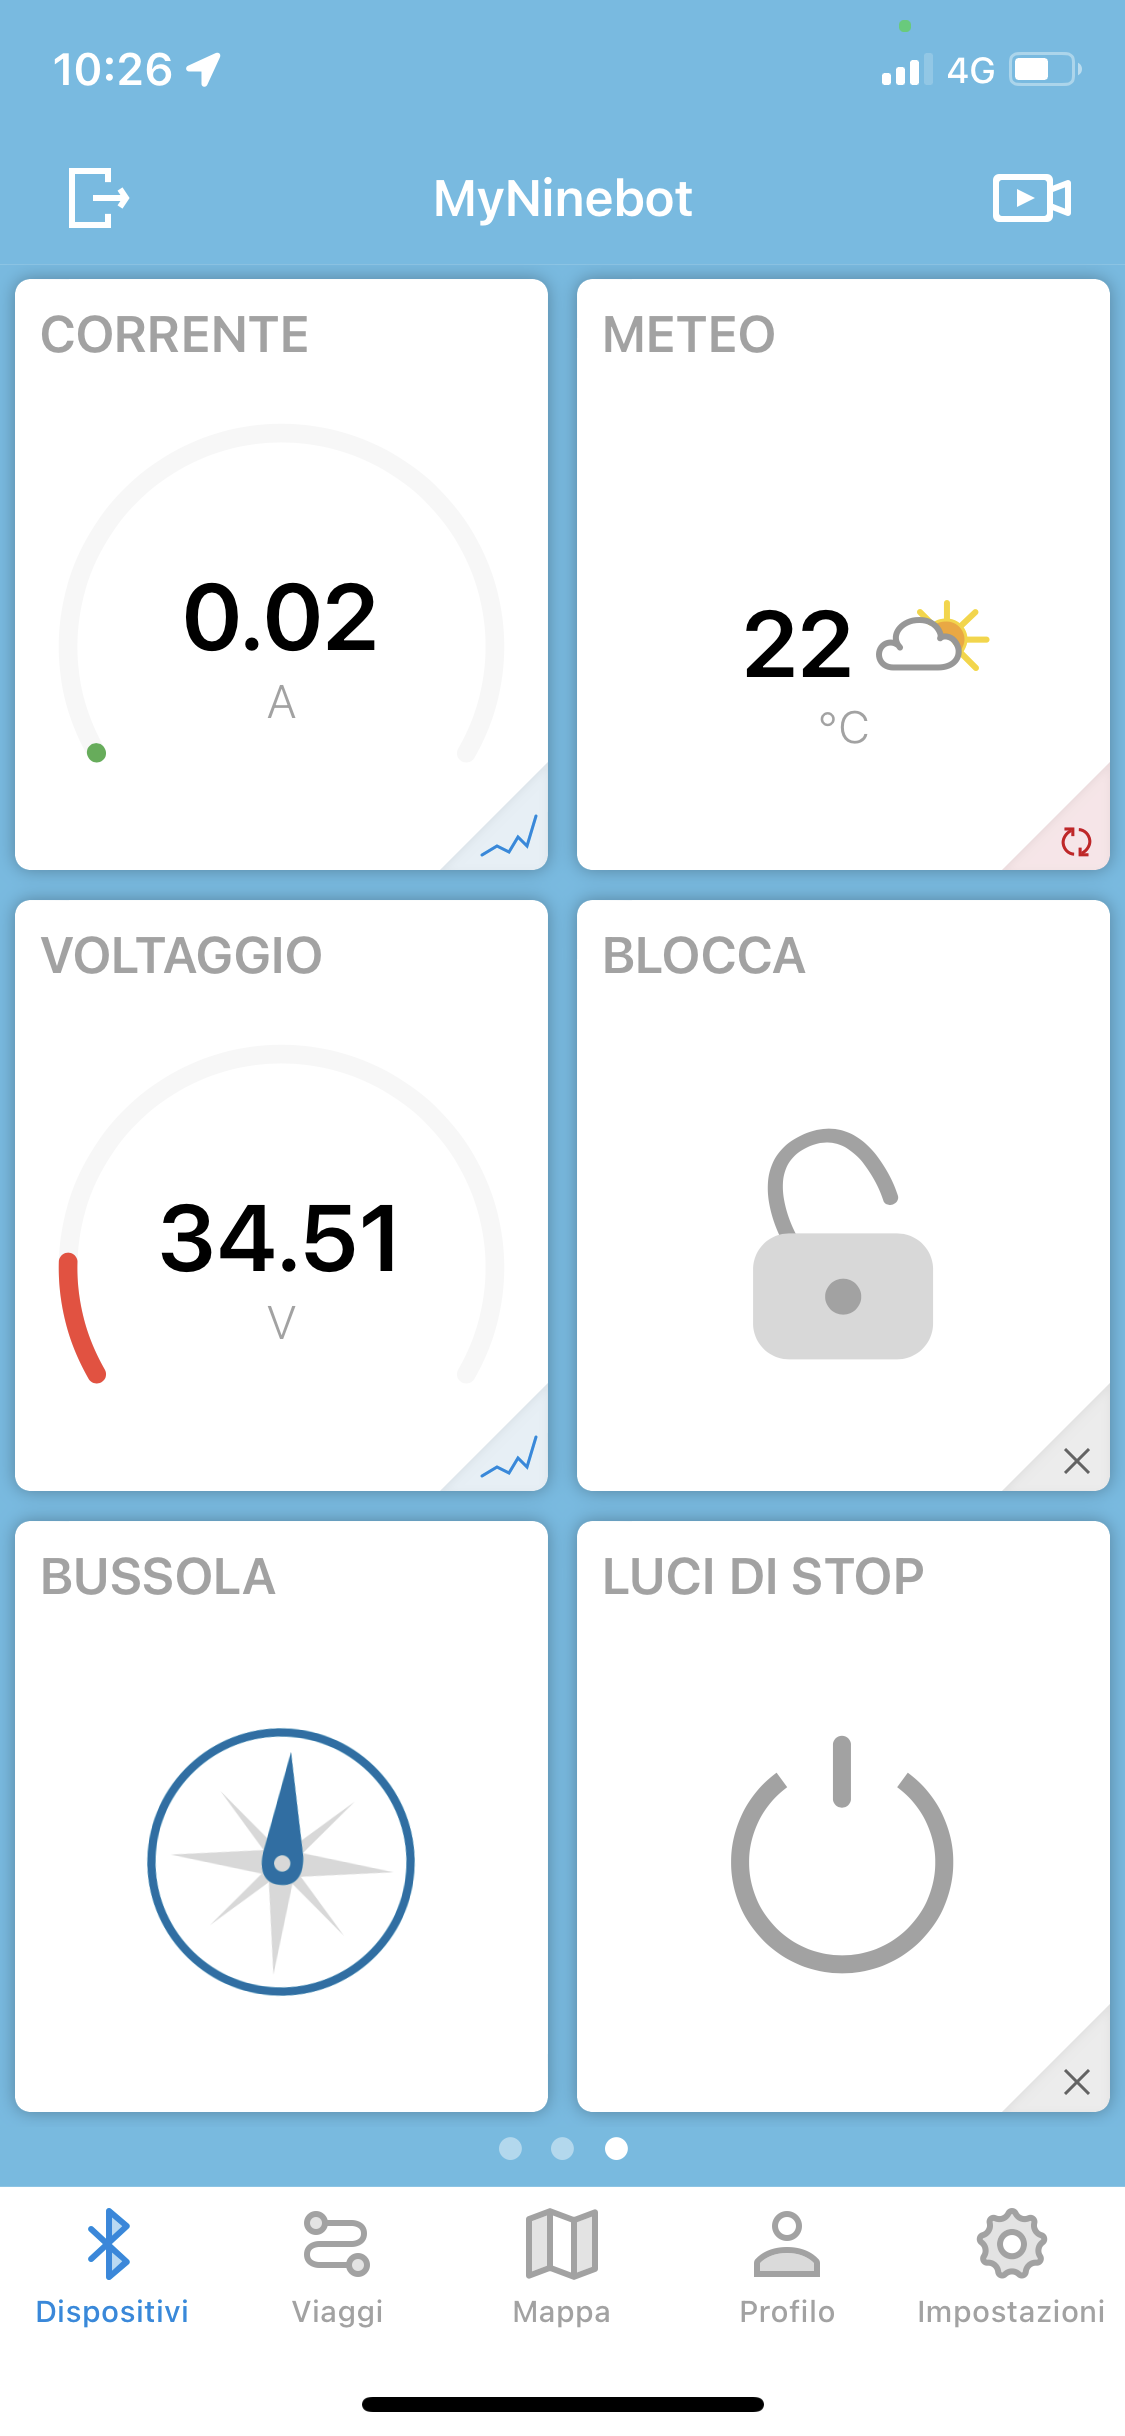 10:26
4G
MyNinebot
CORRENTE
0.02
A
METEO
22
°C
VOLTAGGIO
34.51
V
BLOCCA
BUSSOLA
LUCI DI STOP
Dispositivi
Viaggi
Mappa
Profilo
Impostazioni